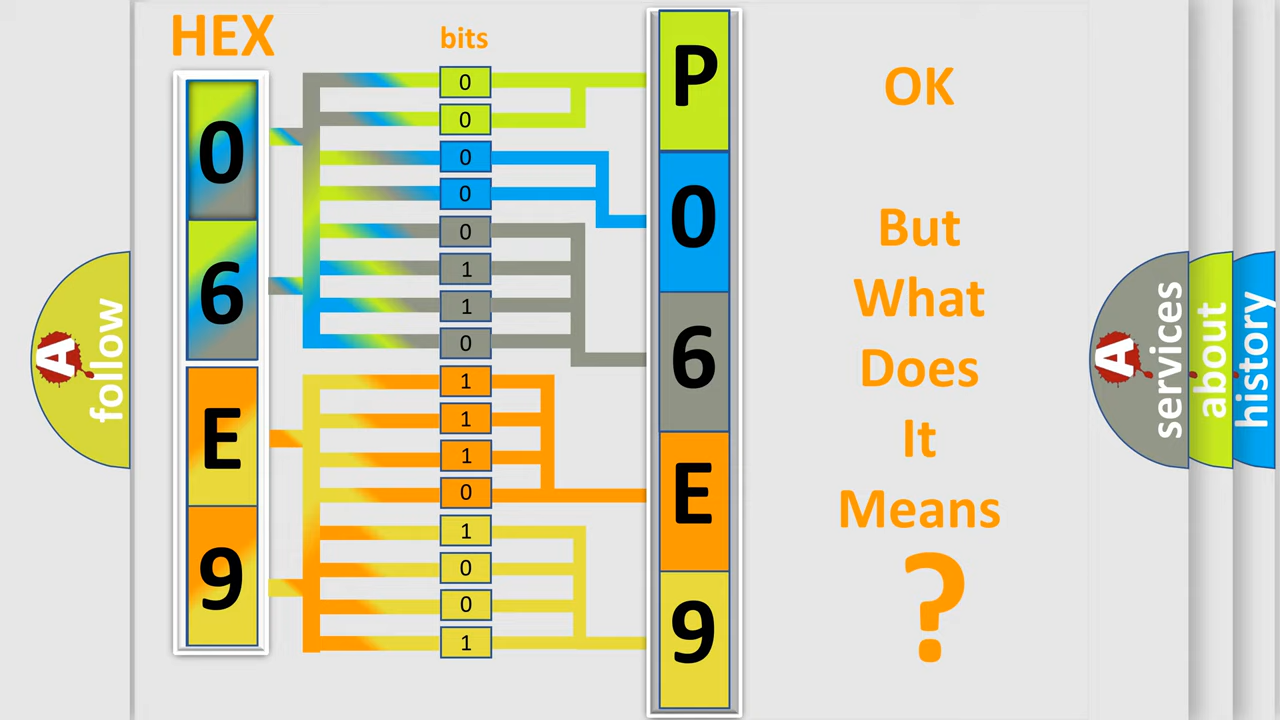 HEX
bits
0
6
E
9
0
0
0
0
0
1
1
0
1
1
1
0
1
0
0
1
P
0
6
E
9
OK
But
What
Does
It
Means
?
A
follow
A
services
about
history